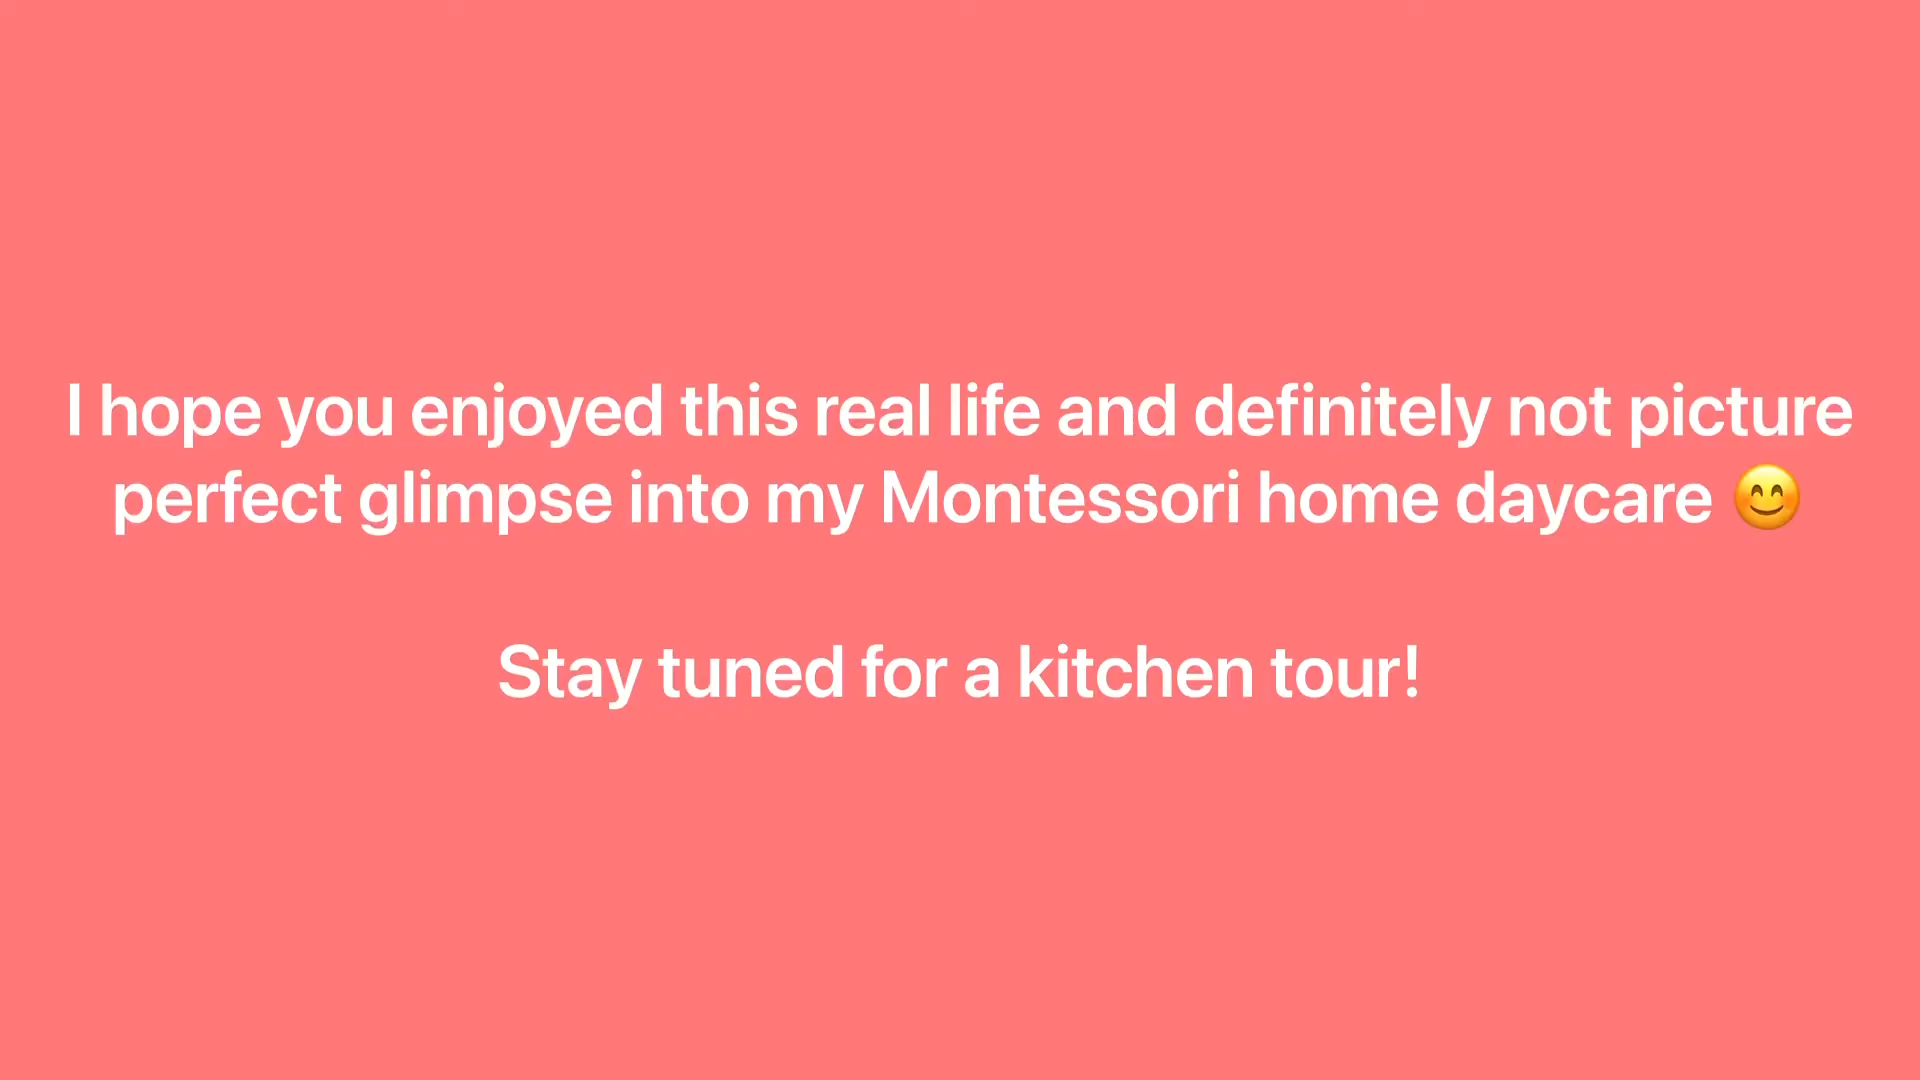 I hope you enjoyed this real life and definitely not picture
perfect glimpse into my Montessori home daycare 😊
Stay tuned for a kitchen tour!